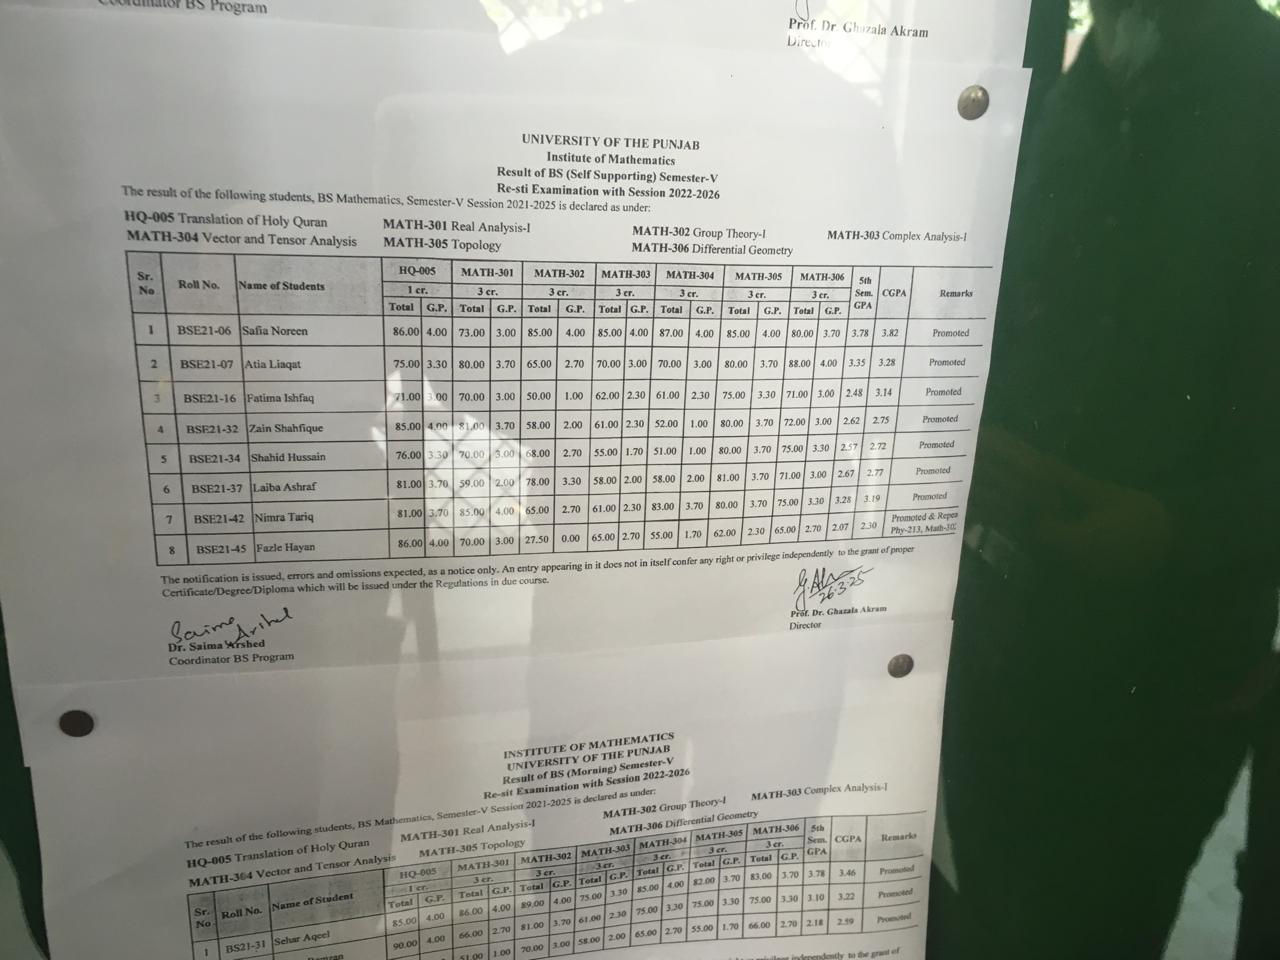 Coordinator BS Program
Prof. Dr. Ghazala Akram
Director
UNIVERSITY OF THE PUNJAB
Institute of Mathematics
Result of BS (Self Supporting) Semester-V
Re-sti Examination with Session 2022-2026
The result of the following students, BS Mathematics, Semester-V Session 2021-2025 is declared as under:
HQ-005 Translation of Holy Quran MATH-301 Real Analysis-I MATH-302 Group Theory-I MATH-303 Complex Analysis-I
MATH-304 Vector and Tensor Analysis MATH-305 Topology MATH-306 Differential Geometry
Sr. No Roll No. Name of Students HQ-005 MATH-301 MATH-302 MATH-303 MATH-304 MATH-305 MATH-306 5th Sem. GPA CGPA Remarks
1 cr. 3 cr. 3 cr. 3 cr. 3 cr. 3 cr. 3 cr.
Total G.P. Total G.P. Total G.P. Total G.P. Total G.P. Total G.P. Total G.P.
1 BSE21-06 Safia Noreen 86.00 4.00 73.00 3.00 85.00 4.00 85.00 4.00 87.00 4.00 85.00 4.00 80.00 3.70 3.78 3.82 Promoted
2 BSE21-07 Atia Liaqat 75.00 3.30 80.00 3.70 65.00 2.70 70.00 3.00 70.00 3.00 80.00 3.70 88.00 4.00 3.35 3.28 Promoted
3 BSE21-16 Fatima Ishfaq 71.00 3.00 70.00 3.00 50.00 1.00 62.00 2.30 61.00 2.30 75.00 3.30 71.00 3.00 2.48 3.14 Promoted
4 BSE21-32 Zain Shahfique 85.00 4.00 81.00 3.70 58.00 2.00 61.00 2.30 52.00 1.00 80.00 3.70 72.00 3.00 2.62 2.75 Promoted
5 BSE21-34 Shahid Hussain 76.00 3.30 70.00 3.00 68.00 2.70 55.00 1.70 51.00 1.00 80.00 3.70 75.00 3.30 2.57 2.72 Promoted
6 BSE21-37 Laiba Ashraf 81.00 3.70 59.00 2.00 78.00 3.30 58.00 2.00 58.00 2.00 81.00 3.70 71.00 3.00 2.67 2.77 Promoted
7 BSE21-42 Nimra Tariq 81.00 3.70 85.00 4.00 65.00 2.70 61.00 2.30 83.00 3.70 80.00 3.70 75.00 3.30 3.28 3.19 Promoted
8 BSE21-45 Fazle Hayan 86.00 4.00 70.00 3.00 27.50 0.00 65.00 2.70 55.00 1.70 62.00 2.30 65.00 2.70 2.07 2.30 Promoted & Repea
Phy-213, Math-30
The notification is issued, errors and omissions expected, as a notice only. An entry appearing in it does not in itself confer any right or privilege independently to the grant of proper
Certificate/Degree/Diploma which will be issued under the Regulations in due course.
26-3-25
Saima Arshed
Dr. Saima Arshed
Coordinator BS Program
Prof. Dr. Ghazala Akram
Director
INSTITUTE OF MATHEMATICS
UNIVERSITY OF THE PUNJAB
Result of BS (Morning) Semester-V
Re-sit Examination with Session 2022-2026
The result of the following students, BS Mathematics, Semester-V Session 2021-2025 is declared as under:
HQ-005 Translation of Holy Quran MATH-301 Real Analysis-I MATH-302 Group Theory-I MATH-303 Complex Analysis-I
MATH-304 Vector and Tensor Analysis MATH-305 Topology MATH-306 Differential Geometry
Sr. No Roll No. Name of Student HQ-005 MATH-301 MATH-302 MATH-303 MATH-304 MATH-305 MATH-306 5th Sem. GPA CGPA Remarks
1 cr. 3 cr. 3 cr. 3 cr. 3 cr. 3 cr. 3 cr.
Total G.P. Total G.P. Total G.P. Total G.P. Total G.P. Total G.P. Total G.P.
1 BS21-31 Sehar Aqeel 85.00 4.00 86.00 4.00 89.00 4.00 75.00 3.30 85.00 4.00 82.00 3.70 83.00 3.70 3.78 3.46 Promoted
90.00 4.00 66.00 2.70 81.00 3.70 61.00 2.30 75.00 3.30 75.00 3.30 75.00 3.30 3.10 3.22 Promoted
51.00 1.00 70.00 3.00 58.00 2.00 65.00 2.70 55.00 1.70 66.00 2.70 2.18 2.59 Promoted
privilege independently to the grant of